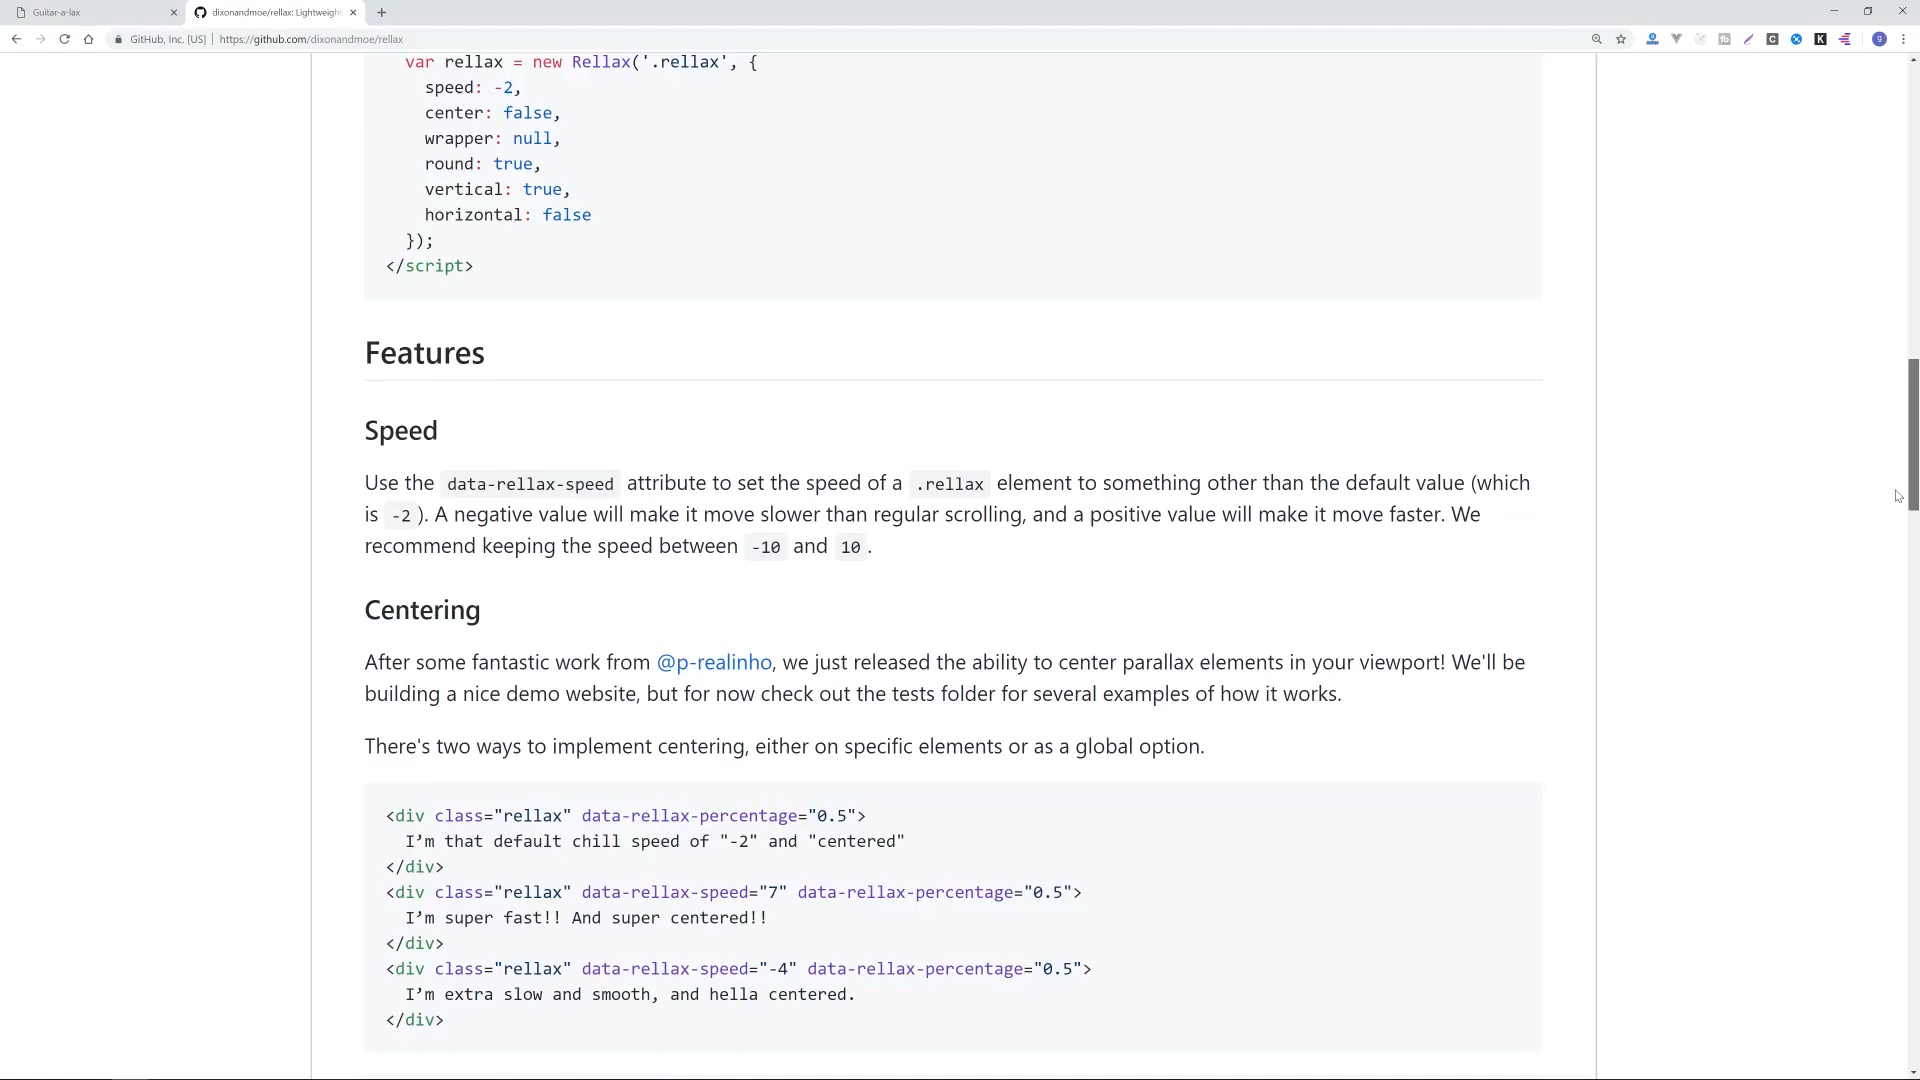 Guitar-a-lax
dixonandmoe/rellax: Lightweight
GitHub, Inc. [US] | https://github.com/dixonandmoe/rellax
var rellax = new Rellax('.rellax', {
speed: -2,
center: false,
wrapper: null,
round: true,
vertical: true,
horizontal: false
});
</script>
Features
Speed
Use the data-rellax-speed attribute to set the speed of a .rellax element to something other than the default value (which
is -2 ). A negative value will make it move slower than regular scrolling, and a positive value will make it move faster. We
recommend keeping the speed between -10 and 10 .
Centering
After some fantastic work from @p-realinho, we just released the ability to center parallax elements in your viewport! We'll be
building a nice demo website, but for now check out the tests folder for several examples of how it works.
There's two ways to implement centering, either on specific elements or as a global option.
<div class="rellax" data-rellax-percentage="0.5">
I’m that default chill speed of "-2" and "centered"
</div>
<div class="rellax" data-rellax-speed="7" data-rellax-percentage="0.5">
I’m super fast!! And super centered!!
</div>
<div class="rellax" data-rellax-speed="-4" data-rellax-percentage="0.5">
I’m extra slow and smooth, and hella centered.
</div>